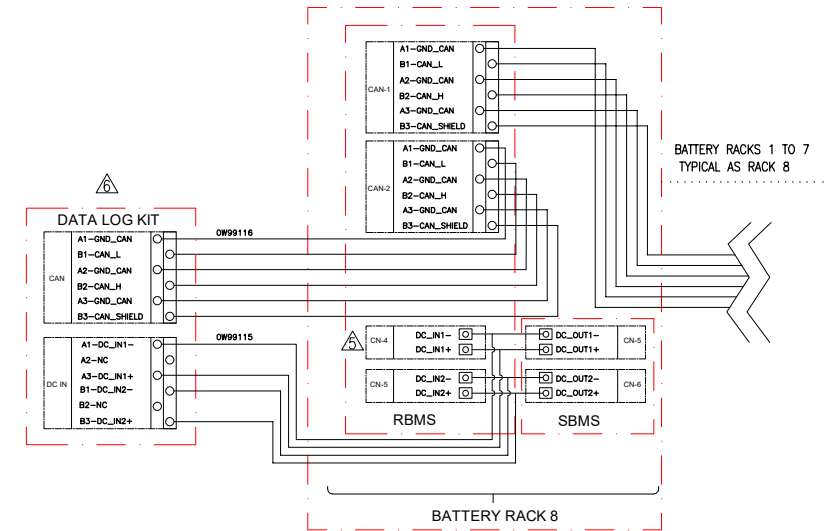 CAN-1
A1-GND_CAN
B1-CAN_L
A2-GND_CAN
B2-CAN_H
A3-GND_CAN
B3-CAN_SHIELD
CAN-2
A1-GND_CAN
B1-CAN_L
A2-GND_CAN
B2-CAN_H
A3-GND_CAN
B3-CAN_SHIELD
BATTERY RACKS 1 TO 7
TYPICAL AS RACK 8
6
DATA LOG KIT
CAN
A1-GND_CAN
B1-CAN_L
A2-GND_CAN
B2-CAN_H
A3-GND_CAN
B3-CAN_SHIELD
0W99116
DC IN
A1-DC_IN1-
A2-NC
A3-DC_IN1+
B1-DC_IN2-
B2-NC
B3-DC_IN2+
0W99115
5
CN-4
DC_IN1-
DC_IN1+
CN-5
DC_IN2-
DC_IN2+
RBMS
DC_OUT1-
DC_OUT1+
CN-5
DC_OUT2-
DC_OUT2+
CN-6
SBMS
BATTERY RACK 8